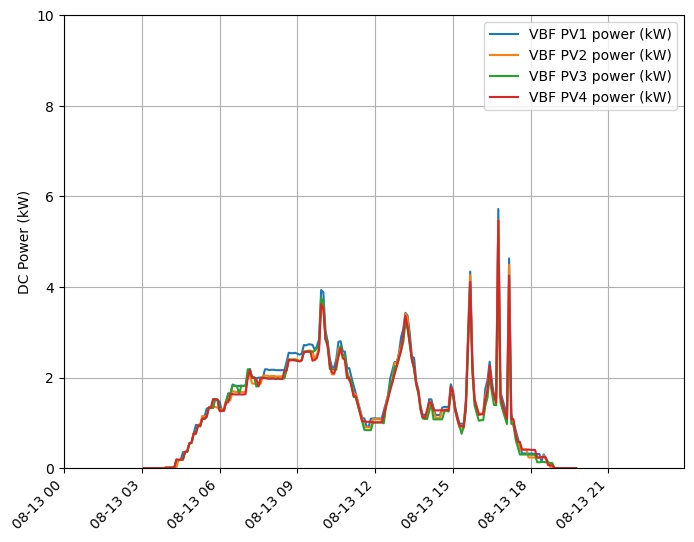 10
8
6
4
2
0
DC Power (kW)
VBF PV1 power (kW)
VBF PV2 power (kW)
VBF PV3 power (kW)
VBF PV4 power (kW)
08-13 00
08-13 03
08-13 06
08-13 09
08-13 12
08-13 15
08-13 18
08-13 21